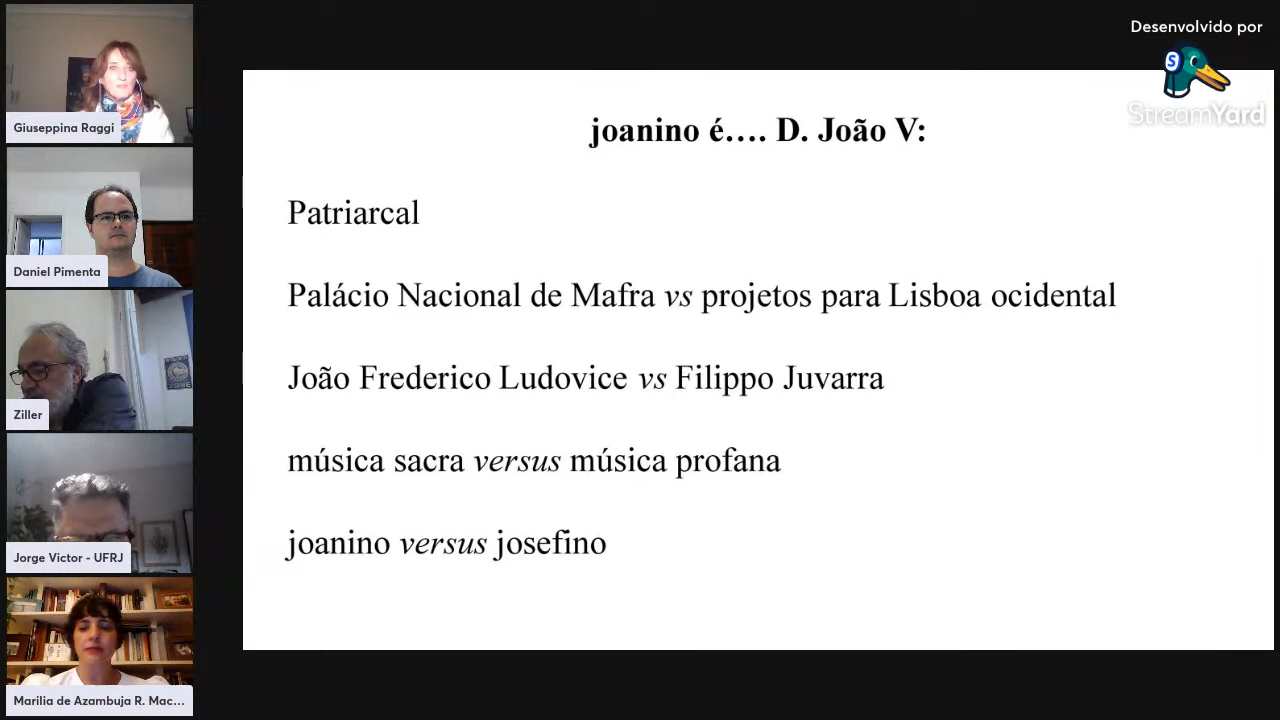 Desenvolvido por
StreamYard
joanino é…. D. João V:
Patriarcal
Palácio Nacional de Mafra vs projetos para Lisboa ocidental
João Frederico Ludovice vs Filippo Juvarra
música sacra versus música profana
joanino versus josefino
Giuseppina Raggi
Daniel Pimenta
Ziller
Jorge Victor - UFRJ
Marilia de Azambuja R. Mac...